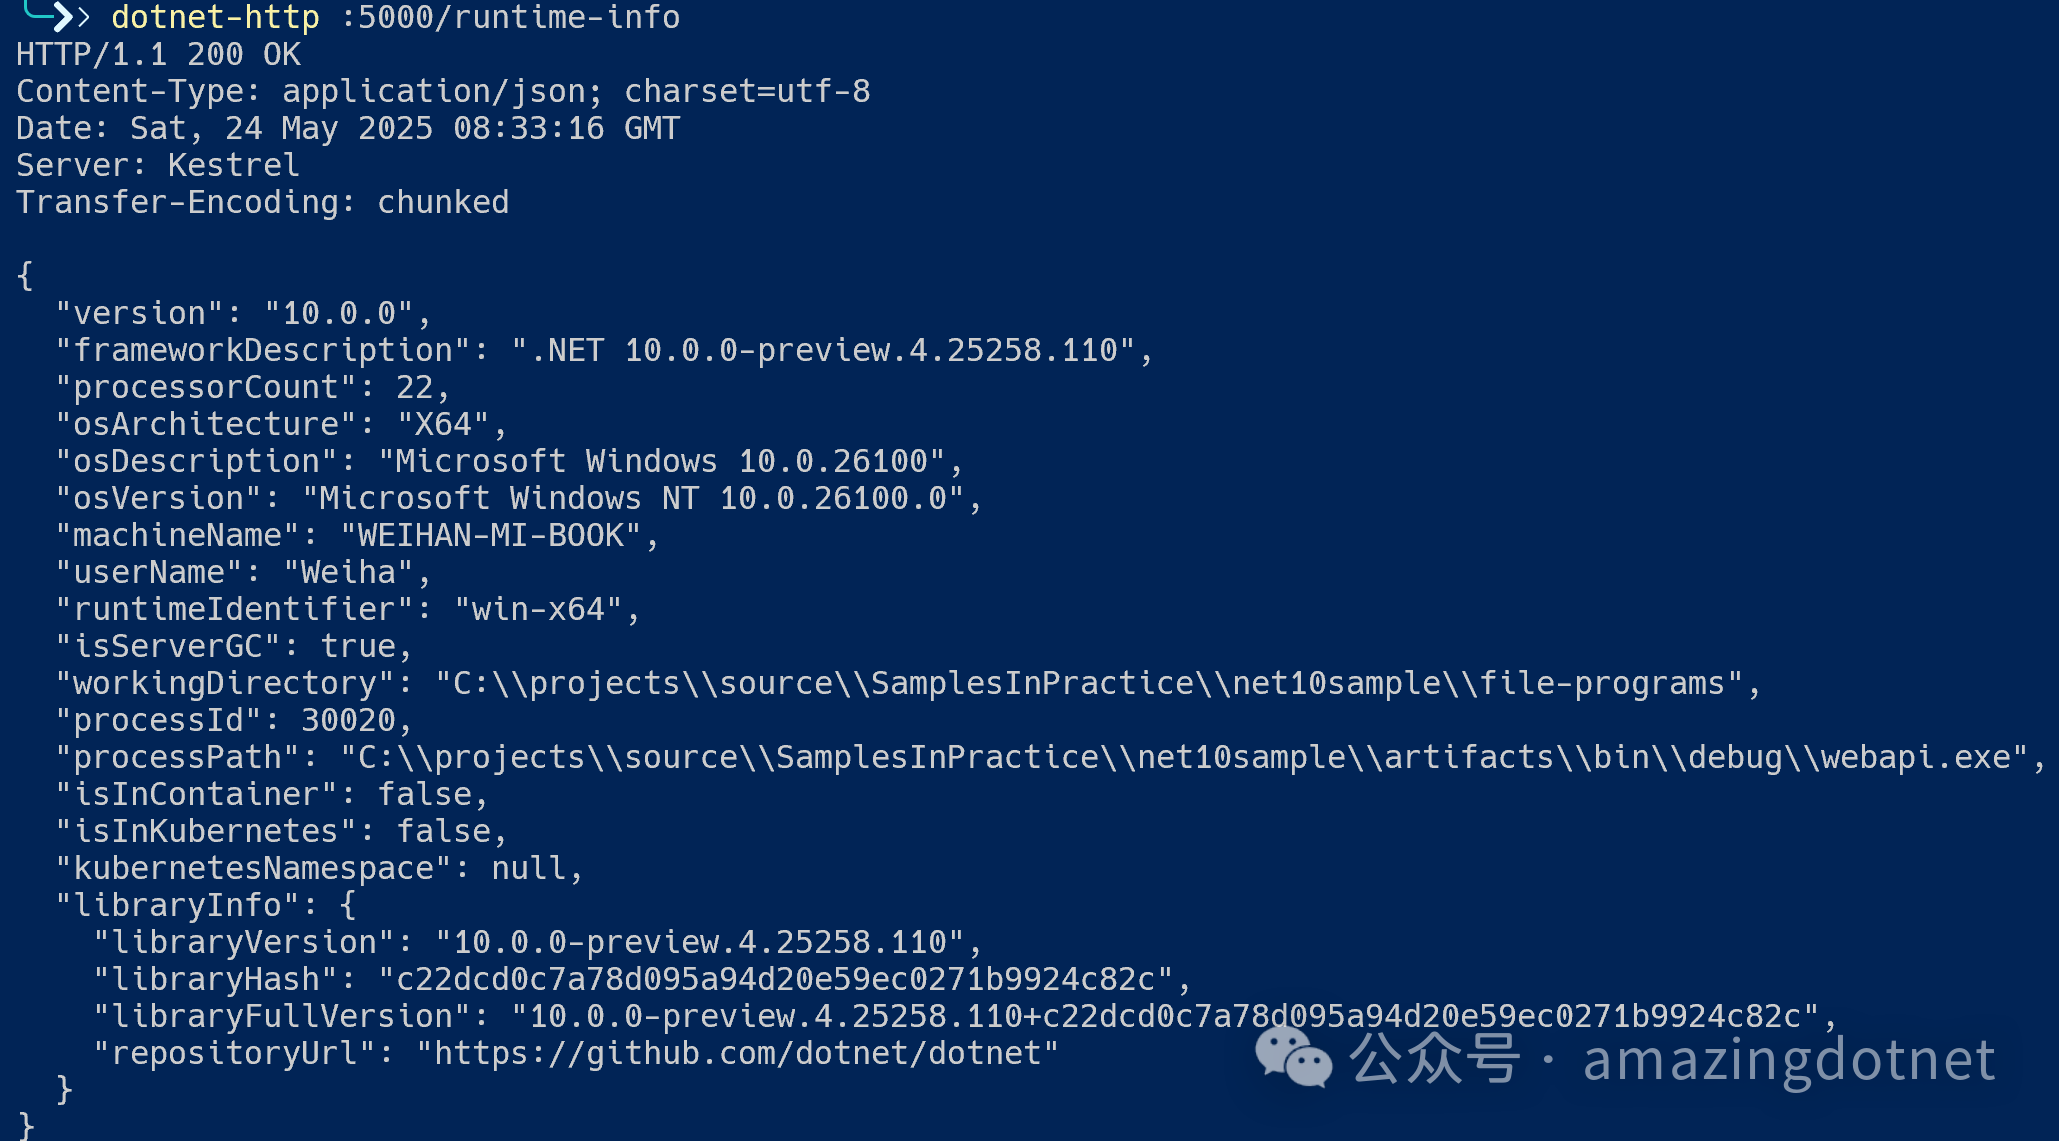 dotnet-http :5000/runtime-info
HTTP/1.1 200 OK
Content-Type: application/json; charset=utf-8
Date: Sat, 24 May 2025 08:33:16 GMT
Server: Kestrel
Transfer-Encoding: chunked

{
  "version": "10.0.0",
  "frameworkDescription": ".NET 10.0.0-preview.4.25258.110",
  "processorCount": 22,
  "osArchitecture": "X64",
  "osDescription": "Microsoft Windows 10.0.26100",
  "osVersion": "Microsoft Windows NT 10.0.26100.0",
  "machineName": "WEIHAN-MI-BOOK",
  "userName": "Weiha",
  "runtimeIdentifier": "win-x64",
  "isServerGC": true,
  "workingDirectory": "C:\\projects\\source\\SamplesInPractice\\net10sample\\file-programs",
  "processId": 30020,
  "processPath": "C:\\projects\\source\\SamplesInPractice\\net10sample\\artifacts\\bin\\debug\\webapi.exe",
  "isInContainer": false,
  "isInKubernetes": false,
  "kubernetesNamespace": null,
  "libraryInfo": {
    "libraryVersion": "10.0.0-preview.4.25258.110",
    "libraryHash": "c22dcd0c7a78d095a94d20e59ec0271b9924c82c",
    "libraryFullVersion": "10.0.0-preview.4.25258.110+c22dcd0c7a78d095a94d20e59ec0271b9924c82c",
    "repositoryUrl": "https://github.com/dotnet/dotnet"
  }
}
公众号 · amazingdotnet